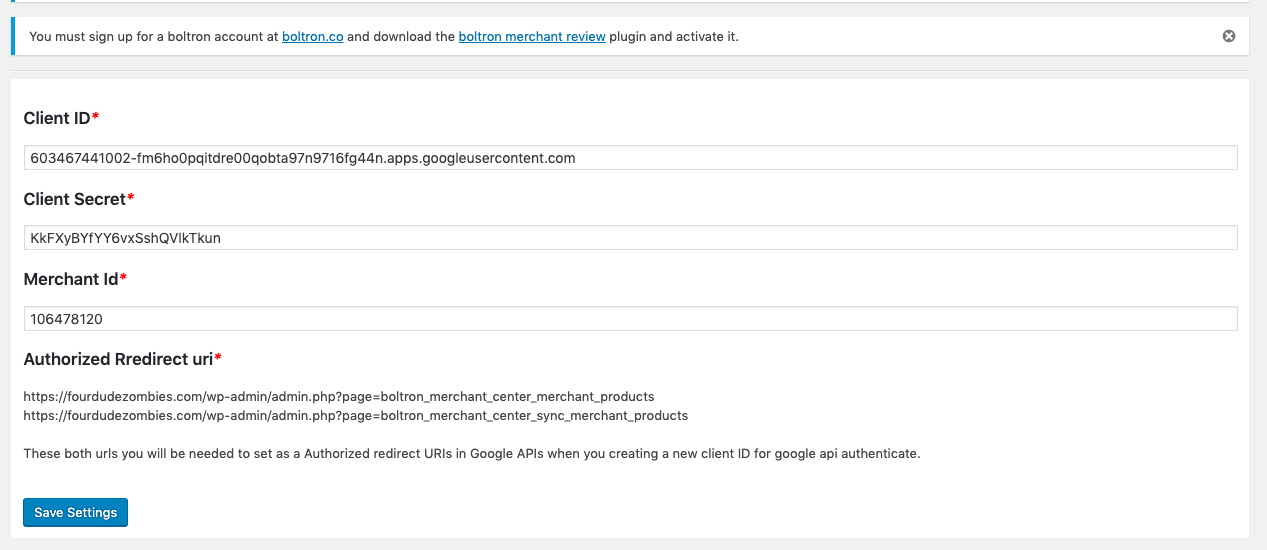 You must sign up for a boltron account at boltron.co and download the boltron merchant review plugin and activate it.
Client ID*
603467441002-fm6ho0pqitdre00qobta97n9716fg44n.apps.googleusercontent.com
Client Secret*
KkFXyBYfYY6vxSshQVlkTkun
Merchant Id*
106478120
Authorized Rredirect uri*
https://fourdudezombies.com/wp-admin/admin.php?page=boltron_merchant_center_merchant_products
https://fourdudezombies.com/wp-admin/admin.php?page=boltron_merchant_center_sync_merchant_products
These both urls you will be needed to set as a Authorized redirect URIs in Google APIs when you creating a new client ID for google api authenticate.
Save Settings